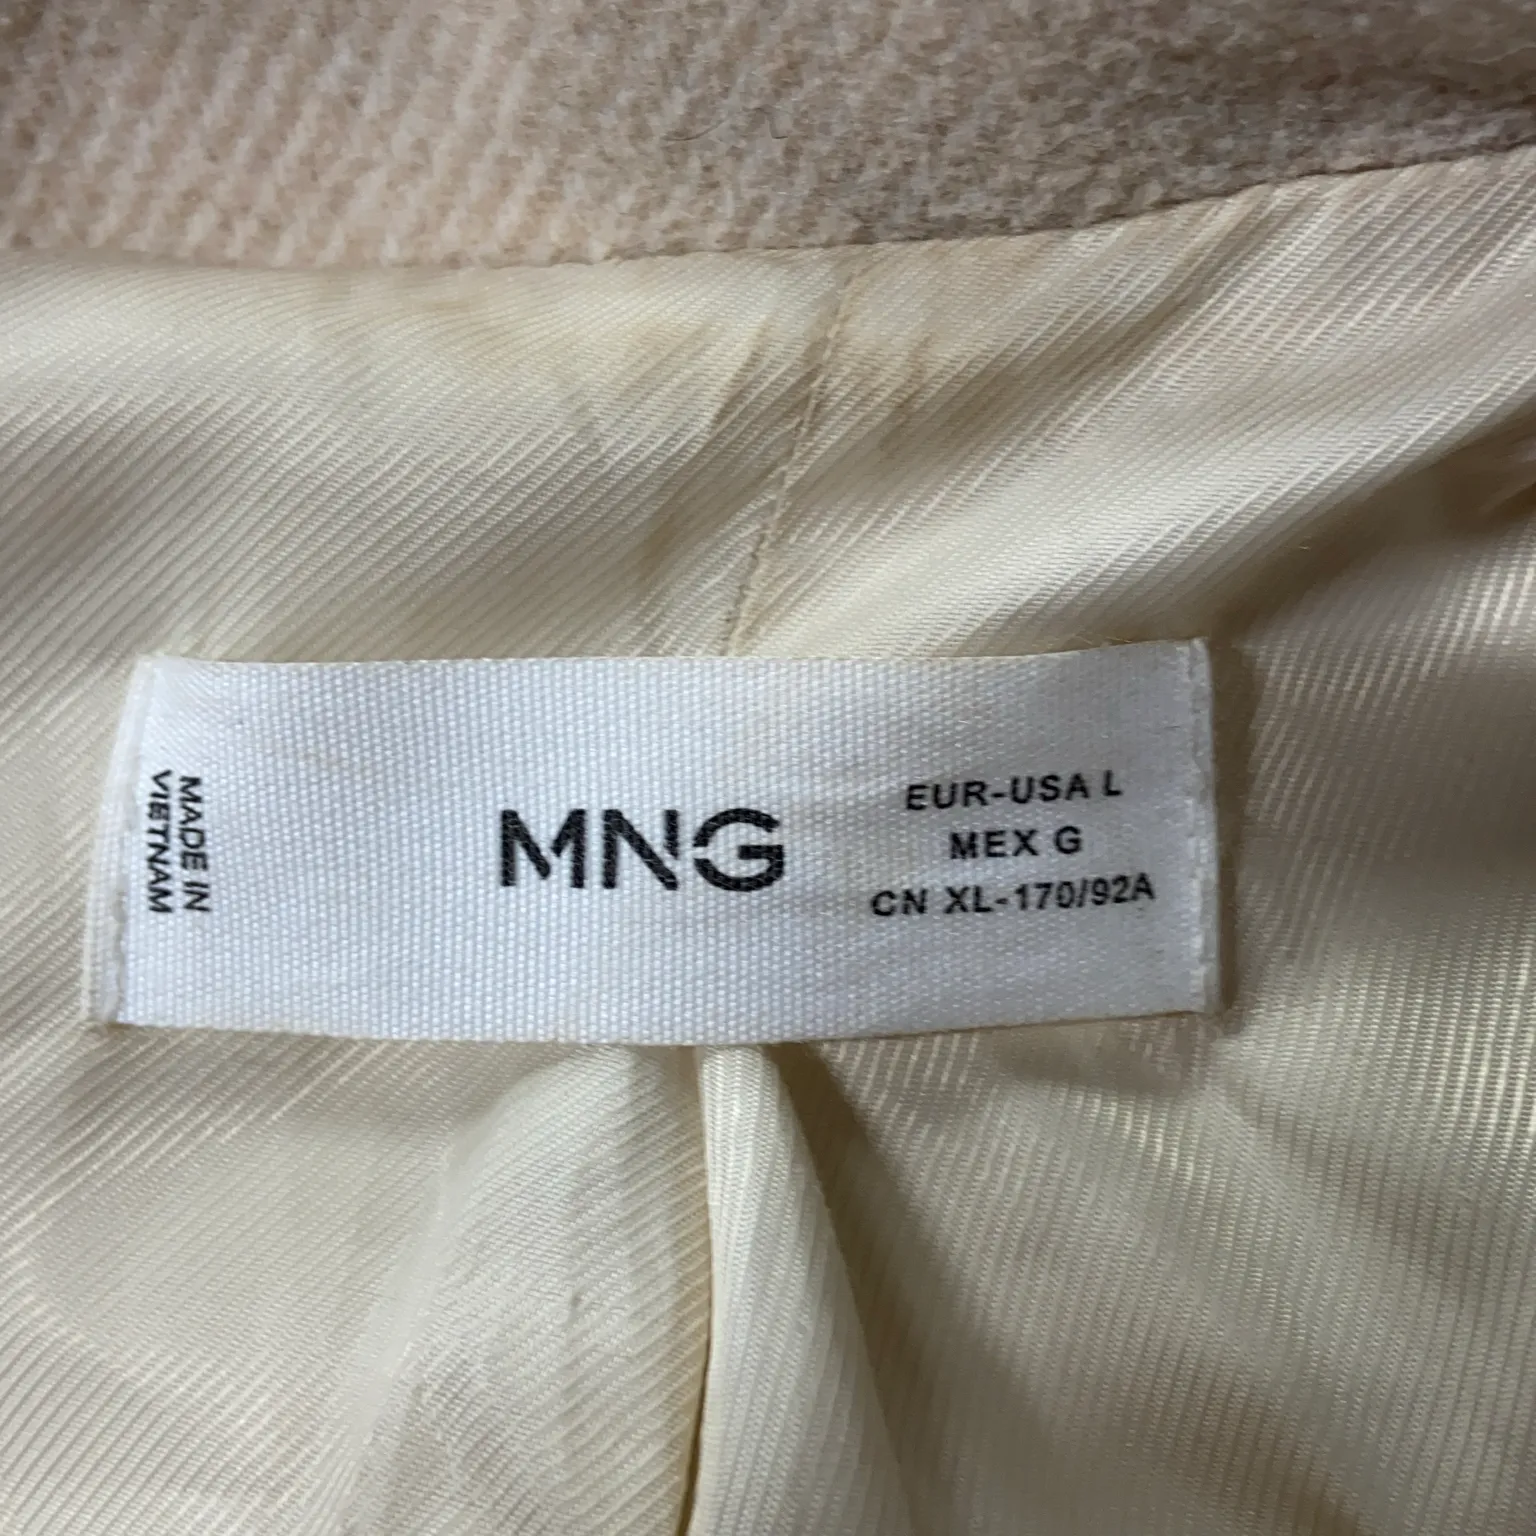 MADE IN
VIETNAM
MNG
EUR-USA L
MEX G
CN XL-170/92A